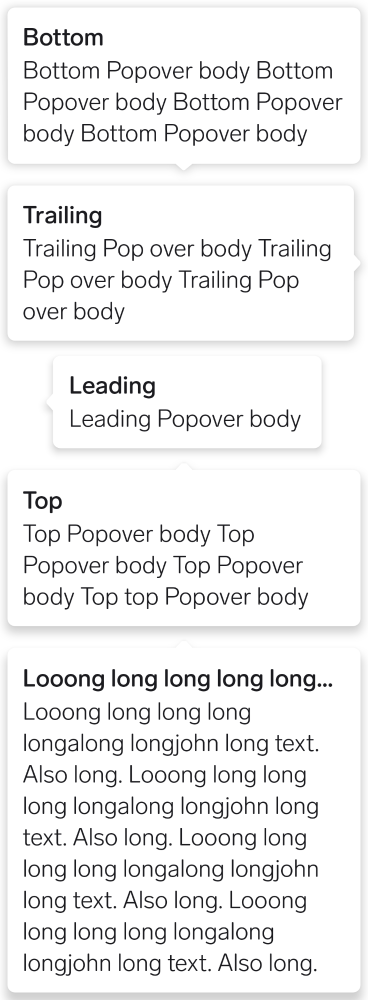 Bottom
Bottom Popover body Bottom
Popover body Bottom Popover
body Bottom Popover body
Trailing
Trailing Pop over body Trailing
Pop over body Trailing Pop
over body
Leading
Leading Popover body
Top
Top Popover body Top
Popover body Top Popover
body Top top Popover body
Looong long long long long...
Looong long long long
longalong longjohn long text.
Also long. Looong long long
long longalong longjohn long
text. Also long. Looong long
long long longalong longjohn
long text. Also long. Looong
long long long longalong
longjohn long text. Also long.